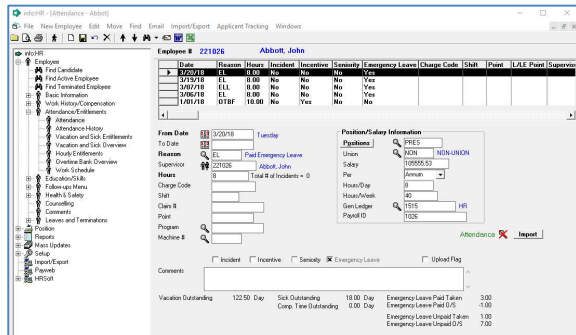 info:HR - [Attendance - Abbst]
File New Employee Edit Move Find Email Import/Export Applicant Tracking Windows
Employee # 221026 Abbott, John
Date Reason Hours Incident Incentive Seniority Emergency Leave Charge Code Shift Point L/LE Point Supervisor
3/20/18 EL 8.00 No No No Yes
3/19/18 EL 8.00 No No No Yes
3/07/18 ELL 8.00 No No No Yes
3/06/18 EL 8.00 No No No Yes
1/01/18 OTBF 10.00 No Yes No No
info:HR
Employee
Find Candidate
Find Active Employee
Find Terminated Employee
Basic Information
Work History/Compensation
Attendance/Entitlements
Attendance
Attendance History
Vacation and Sick Entitlements
Vacation and Sick Overview
Hourly Entitlements
Overtime Bank Overview
Work Schedule
Education/Skills
Follow-ups Menu
Health & Safety
Counselling
Comments
Leaves and Terminations
Position
Reports
Mass Updates
Setup
Import/Export
Payweb
HRSoft
From Date 3/20/18 Tuesday
To Date
Reason EL Paid Emergency Leave
Supervisor 221026 Abbott, John
Hours 8 Total # of Incidents = 0
Charge Code
Shift
Claim #
Point
Program
Machine #
Position/Salary Information
Positions PRES
Union NON NON-UNION
Salary 105555.53
Per Annum
Hours/Day 8
Hours/Week 40
Gen Ledger 1515 HR
Payroll ID 1026
Attendance Import
Incident Incentive Seniority Emergency Leave Upload Flag
Comments
Vacation Outstanding 122.50 Day Sick Outstanding 18.00 Day Emergency Leave Paid Taken 3.00
Comp. Time Outstanding 0.00 Day Emergency Leave Paid O/S -1.00
Emergency Leave Unpaid Taken 1.00
Emergency Leave Unpaid O/S 7.00